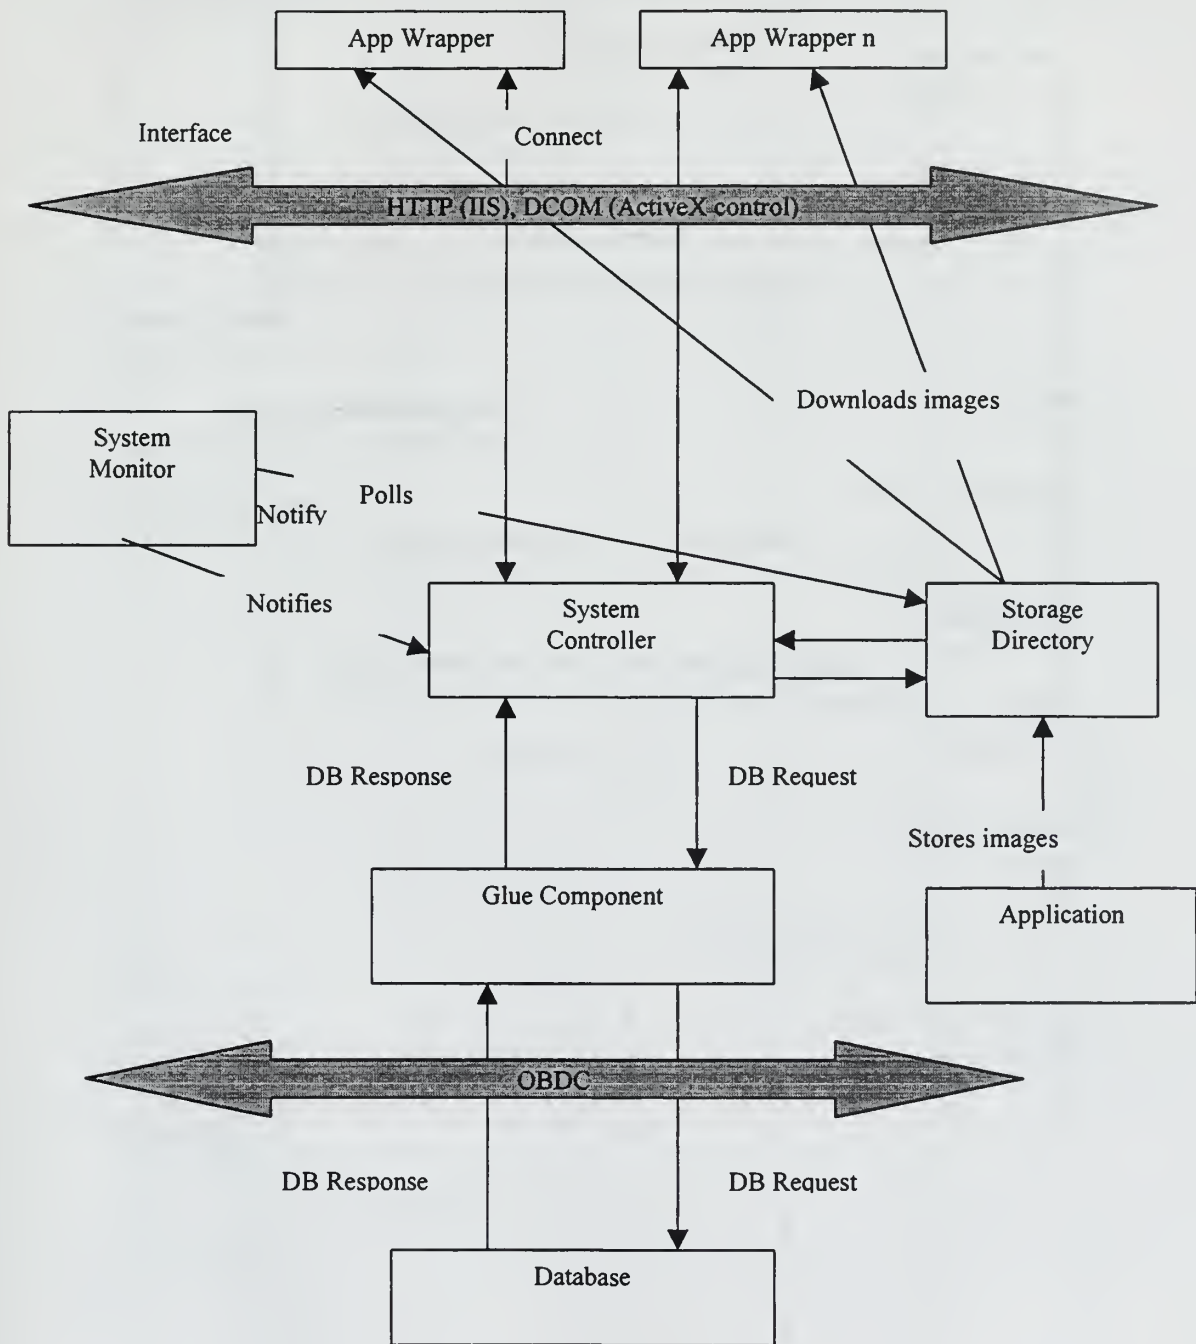 App Wrapper
App Wrapper n
Interface
Connect
HTTP (IIS), DCOM (ActiveX control)
Downloads images
System
Monitor
Polls
Notify
Notifies
System
Controller
Storage
Directory
DB Response
DB Request
Stores images
Glue Component
Application
OBDC
DB Response
DB Request
Database